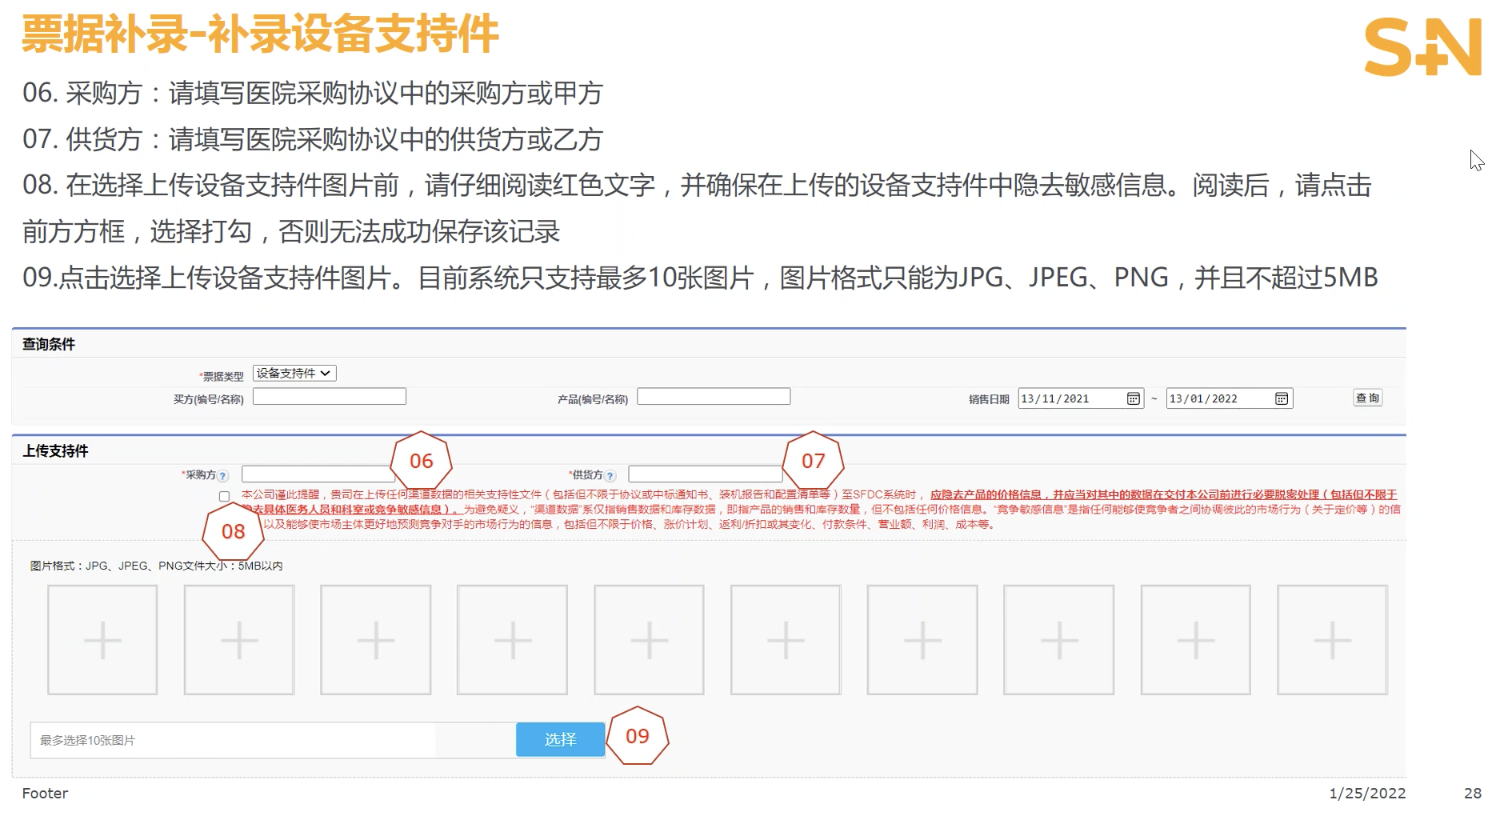 票据补录-补录设备支持件
S+N
06. 采购方：请填写医院采购协议中的采购方或甲方
07. 供货方：请填写医院采购协议中的供货方或乙方
08. 在选择上传设备支持件图片前，请仔细阅读红色文字，并确保在上传的设备支持件中隐去敏感信息。阅读后，请点击
前方方框，选择打勾，否则无法成功保存该记录
09.点击选择上传设备支持件图片。目前系统只支持最多10张图片，图片格式只能为JPG、JPEG、PNG，并且不超过5MB
查询条件
*票据类型 设备支持件
买方(编号/名称) 产品(编号/名称) 销售日期 13/11/2021 ~ 13/01/2022 查询
上传支持件
*采购方 ? 06 *供货方 ? 07
本公司谨此提醒，贵司在上传任何渠道数据的相关支持性文件（包括但不限于协议或中标通知书、装机报告和配置清单等）至SFDC系统时，应隐去产品的价格信息，并应当对其中的数据在交付本公司前进行必要脱密处理（包括但不限于
去具体医务人员和科室或竞争敏感信息）。为避免疑义，“渠道数据”系仅指销售数据和库存数据，即指产品的销售和库存数量，但不包括任何价格信息。“竞争敏感信息”是指任何能够使竞争者之间协调彼此的市场行为（关于定价等）的信
以及能够使市场主体更好地预测竞争对手的市场行为的信息，包括但不限于价格、涨价计划、返利/折扣或其变化、付款条件、营业额、利润、成本等。
08
图片格式：JPG、JPEG、PNG文件大小：5MB以内
最多选择10张图片 选择 09
Footer 1/25/2022 28